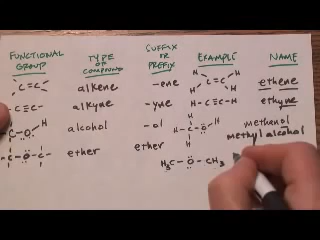 FUNCTIONAL GROUP TYPE OF COMPOUND SUFFIX OR PREFIX EXAMPLE NAME
C=C alkene -ene H H C=C H H ethene
-C≡C- alkyne -yne H-C≡C-H ethyne
-C-O-H alcohol -ol H H-C-O-H H methanol
methyl alcohol
-C-O-C- ether ether H₃C-O-CH₃